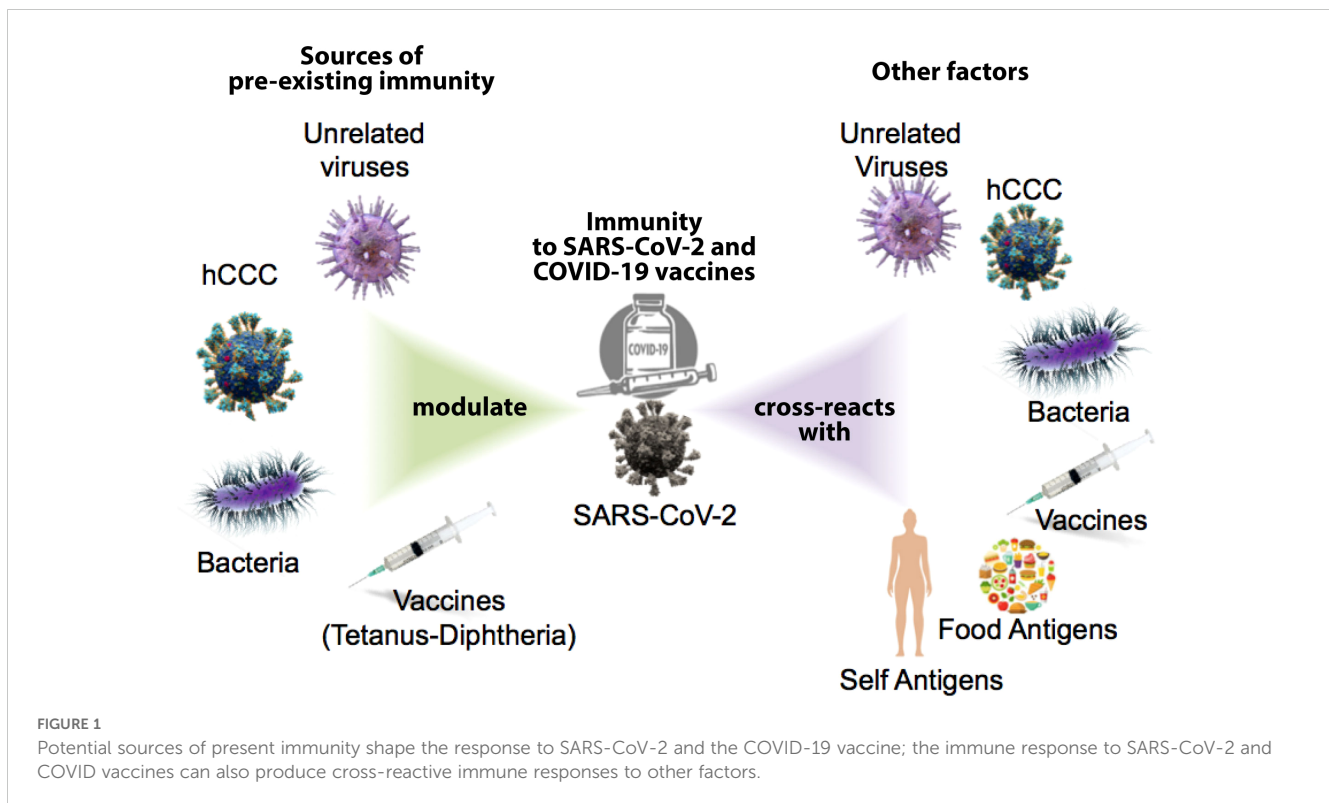 Sources of
pre-existing immunity
Unrelated
viruses
hCCC
Bacteria
Vaccines
(Tetanus-Diphtheria)
modulate
Immunity
to SARS-CoV-2 and
COVID-19 vaccines
COVID-19
SARS-CoV-2
cross-reacts
with
Other factors
Unrelated
Viruses
hCCC
Bacteria
Vaccines
Food Antigens
Self Antigens
FIGURE 1
Potential sources of present immunity shape the response to SARS-CoV-2 and the COVID-19 vaccine; the immune response to SARS-CoV-2 and
COVID vaccines can also produce cross-reactive immune responses to other factors.